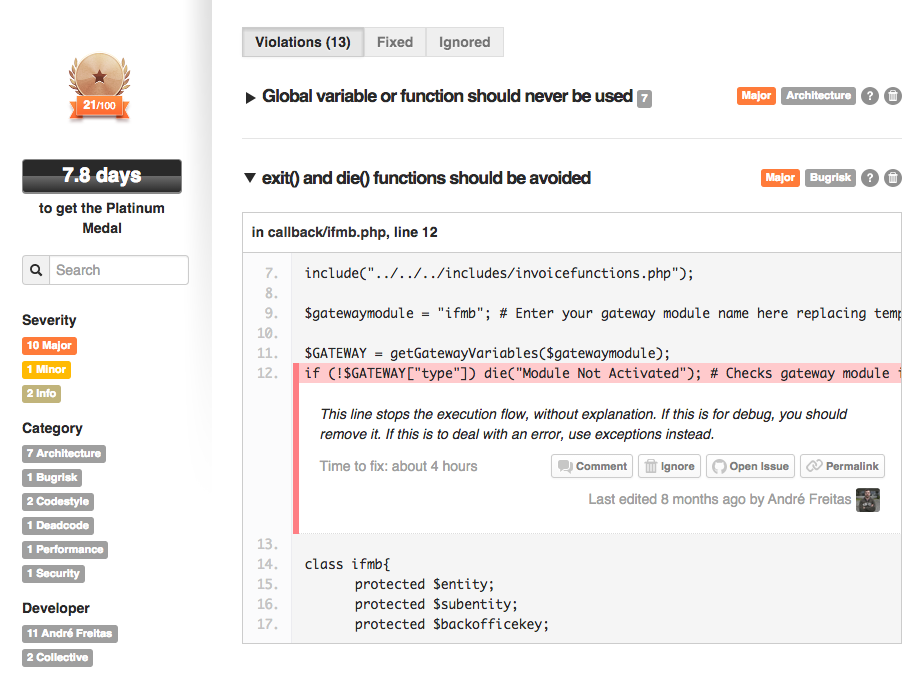 21/100
7.8 days
to get the Platinum
Medal
Search
Severity
10 Major
1 Minor
2 Info
Category
7 Architecture
1 Bugrisk
2 Codestyle
1 Deadcode
1 Performance
1 Security
Developer
11 André Freitas
2 Collective
Violations (13) Fixed Ignored
Global variable or function should never be used 7 Major Architecture ?
exit() and die() functions should be avoided Major Bugrisk ?
in callback/ifmb.php, line 12
7. include("../../../includes/invoicefunctions.php");
8.
9. $gatewaymodule = "ifmb"; # Enter your gateway module name here replacing temp
10.
11. $GATEWAY = getGatewayVariables($gatewaymodule);
12. if (!$GATEWAY["type"]) die("Module Not Activated"); # Checks gateway module i
This line stops the execution flow, without explanation. If this is for debug, you should
remove it. If this is to deal with an error, use exceptions instead.
Time to fix: about 4 hours Comment Ignore Open Issue Permalink
Last edited 8 months ago by André Freitas
13.
14. class ifmb{
15. protected $entity;
16. protected $subentity;
17. protected $backofficekey;